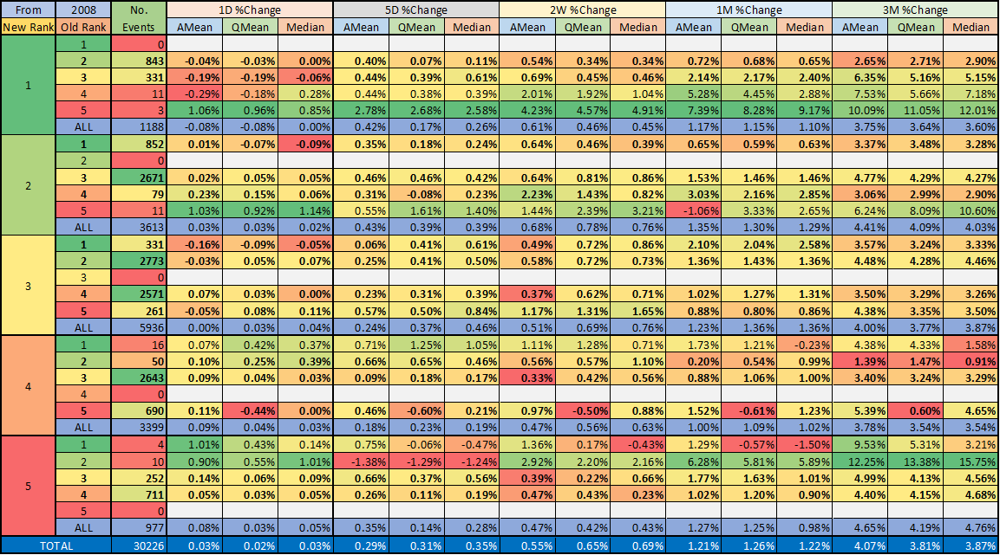 From 2008 No. 1D %Change 5D %Change 2W %Change 1M %Change 3M %Change
New Rank Old Rank Events AMean QMean Median AMean QMean Median AMean QMean Median AMean QMean Median AMean QMean Median
1 0
2 843 -0.04% -0.03% 0.00% 0.40% 0.07% 0.11% 0.54% 0.34% 0.34% 0.72% 0.68% 0.65% 2.65% 2.71% 2.90%
3 331 -0.19% -0.19% -0.06% 0.44% 0.39% 0.61% 0.69% 0.45% 0.46% 2.14% 2.17% 2.40% 6.35% 5.16% 5.15%
1 4 11 -0.29% -0.18% 0.28% 0.44% 0.38% 0.39% 2.01% 1.92% 1.04% 5.28% 4.45% 2.88% 7.53% 5.66% 7.18%
5 3 1.06% 0.96% 0.85% 2.78% 2.68% 2.58% 4.23% 4.57% 4.91% 7.39% 8.28% 9.17% 10.09% 11.05% 12.01%
ALL 1188 -0.08% -0.08% 0.00% 0.42% 0.17% 0.26% 0.61% 0.46% 0.45% 1.17% 1.15% 1.10% 3.75% 3.64% 3.60%
1 852 0.01% -0.07% -0.09% 0.35% 0.18% 0.24% 0.64% 0.46% 0.39% 0.65% 0.59% 0.63% 3.37% 3.48% 3.28%
2 0
3 2671 0.02% 0.05% 0.05% 0.46% 0.46% 0.42% 0.64% 0.81% 0.86% 1.53% 1.46% 1.46% 4.77% 4.29% 4.27%
2 4 79 0.23% 0.15% 0.06% 0.31% -0.08% 0.23% 2.23% 1.43% 0.82% 3.03% 2.16% 2.85% 3.06% 2.99% 2.90%
5 11 1.03% 0.92% 1.14% 0.55% 1.61% 1.40% 1.44% 2.39% 3.21% -1.06% 3.33% 2.65% 6.24% 8.09% 10.60%
ALL 3613 0.03% 0.03% 0.02% 0.43% 0.39% 0.39% 0.68% 0.78% 0.76% 1.35% 1.30% 1.29% 4.41% 4.09% 4.03%
1 331 -0.16% -0.09% -0.05% 0.06% 0.41% 0.61% 0.49% 0.72% 0.86% 2.10% 2.04% 2.58% 3.57% 3.24% 3.33%
2 2773 -0.03% 0.05% 0.07% 0.25% 0.41% 0.50% 0.58% 0.72% 0.73% 1.36% 1.43% 1.36% 4.48% 4.28% 4.46%
3 0
3 4 2571 0.07% 0.03% 0.00% 0.23% 0.31% 0.39% 0.37% 0.62% 0.71% 1.02% 1.27% 1.31% 3.50% 3.29% 3.26%
5 261 -0.05% 0.08% 0.11% 0.57% 0.50% 0.84% 1.17% 1.31% 1.65% 0.88% 0.80% 0.86% 4.38% 3.35% 3.50%
ALL 5936 0.00% 0.03% 0.04% 0.24% 0.37% 0.46% 0.51% 0.69% 0.76% 1.23% 1.36% 1.36% 4.00% 3.81% 3.87%
1 16 0.07% 0.42% 0.37% 0.71% 1.25% 1.05% 1.11% 1.28% 0.71% 1.73% 1.21% -0.23% 4.38% 4.33% 1.58%
2 50 0.10% 0.25% 0.39% 0.66% 0.65% 0.46% 0.56% 0.57% 1.10% 0.20% 0.54% 0.99% 1.39% 1.47% 0.91%
3 2643 0.09% 0.04% 0.03% 0.09% 0.18% 0.17% 0.33% 0.42% 0.56% 0.88% 1.06% 1.00% 3.40% 3.24% 3.29%
4 4 0
5 690 0.11% -0.44% 0.00% 0.46% -0.60% 0.21% 0.97% -0.50% 0.88% 1.52% -0.61% 1.23% 5.39% 0.60% 4.65%
ALL 3399 0.09% 0.04% 0.03% 0.18% 0.23% 0.19% 0.47% 0.56% 0.63% 1.00% 1.09% 1.02% 3.78% 3.54% 3.54%
1 4 1.01% 0.43% 0.14% 0.75% -0.06% -0.47% 1.36% 0.17% -0.43% 1.29% -0.57% -1.50% 9.53% 5.31% 3.21%
2 10 0.90% 0.55% 1.01% -1.38% -1.29% -1.24% 2.92% 2.20% 2.16% 6.28% 5.81% 5.89% 12.25% 13.38% 15.75%
3 252 0.14% 0.06% 0.09% 0.66% 0.37% 0.56% 0.39% 0.22% 0.66% 1.77% 1.63% 1.01% 4.99% 4.13% 4.56%
5 4 711 0.05% 0.03% 0.05% 0.26% 0.11% 0.19% 0.47% 0.43% 0.23% 1.02% 1.20% 0.90% 4.40% 4.15% 4.68%
5 0
ALL 977 0.08% 0.03% 0.05% 0.35% 0.14% 0.28% 0.47% 0.42% 0.43% 1.27% 1.25% 0.98% 4.65% 4.19% 4.76%
TOTAL 30226 0.03% 0.02% 0.03% 0.29% 0.31% 0.35% 0.55% 0.65% 0.69% 1.21% 1.26% 1.22% 4.07% 3.81% 3.87%